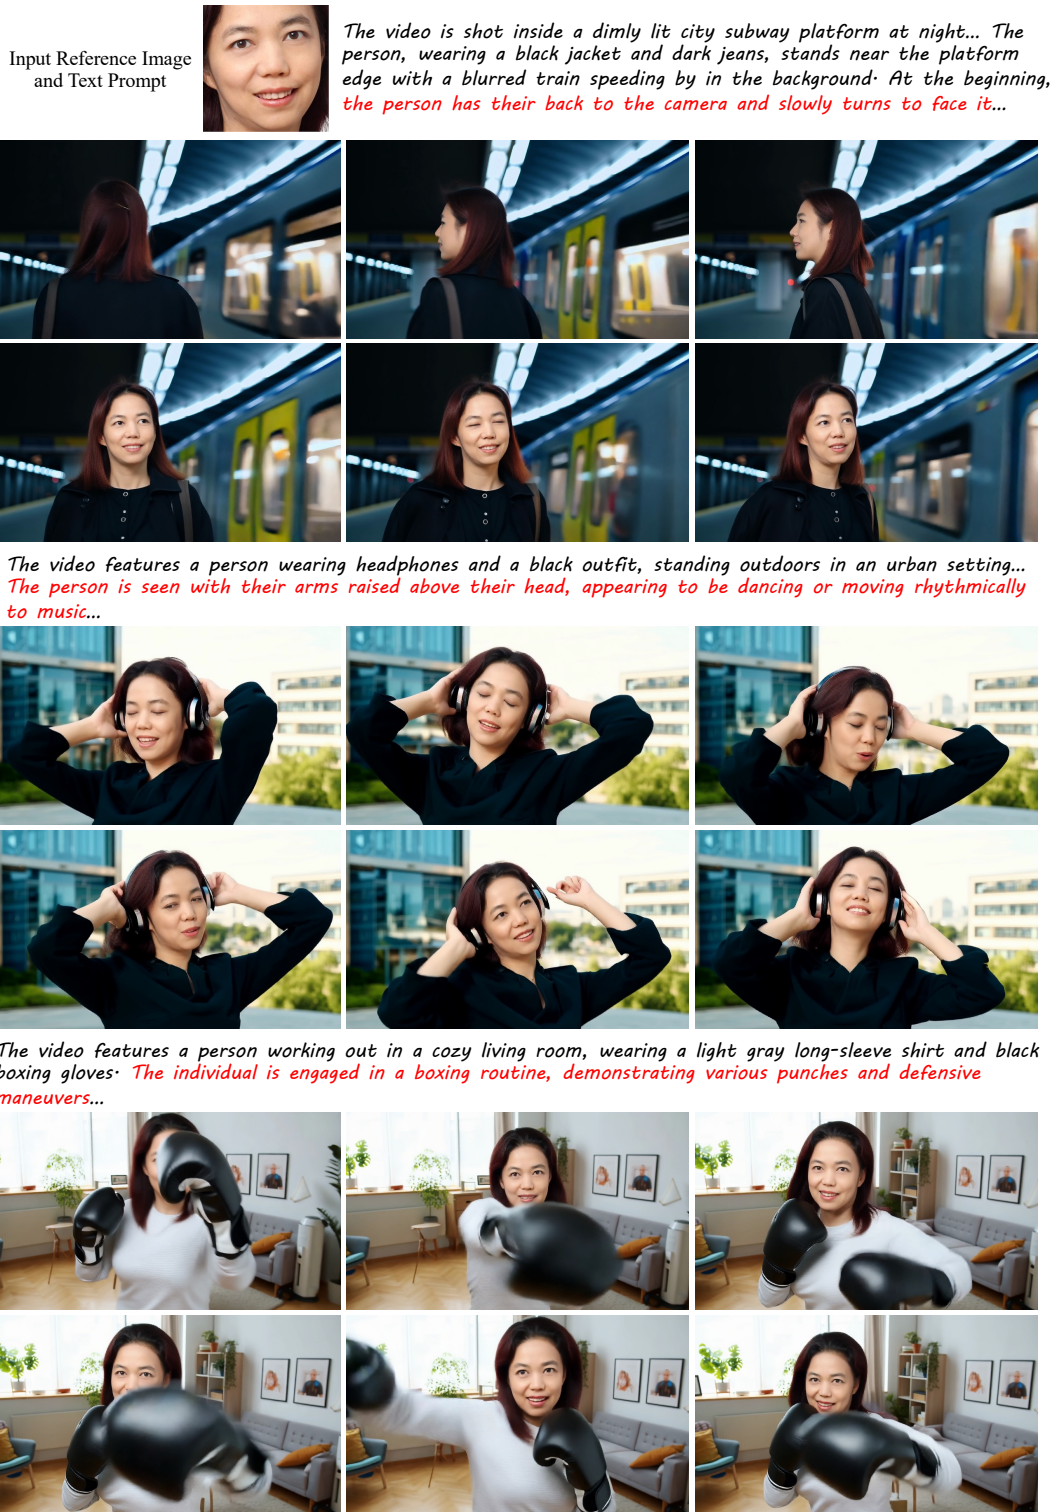 Input Reference Image
and Text Prompt
The video is shot inside a dimly lit city subway platform at night... The
person, wearing a black jacket and dark jeans, stands near the platform
edge with a blurred train speeding by in the background. At the beginning,
the person has their back to the camera and slowly turns to face it...
The video features a person wearing headphones and a black outfit, standing outdoors in an urban setting...
The person is seen with their arms raised above their head, appearing to be dancing or moving rhythmically
to music...
The video features a person working out in a cozy living room, wearing a light gray long-sleeve shirt and black
boxing gloves. The individual is engaged in a boxing routine, demonstrating various punches and defensive
maneuvers...